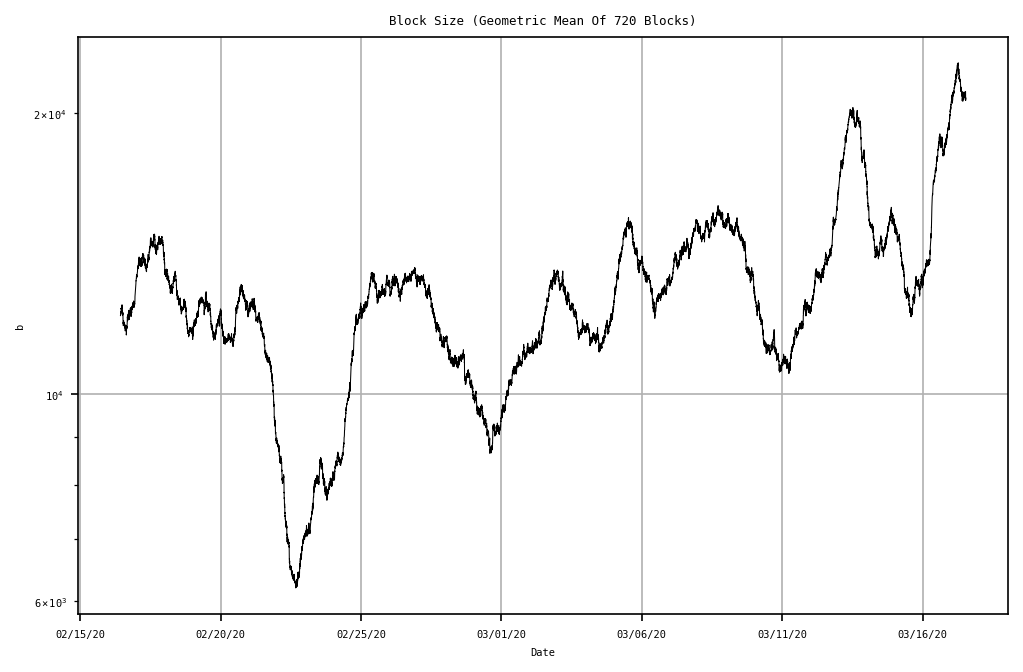 Block Size (Geometric Mean Of 720 Blocks)
2×10⁴
b
10⁴
6×10³
02/15/20 02/20/20 02/25/20 03/01/20 03/06/20 03/11/20 03/16/20
Date